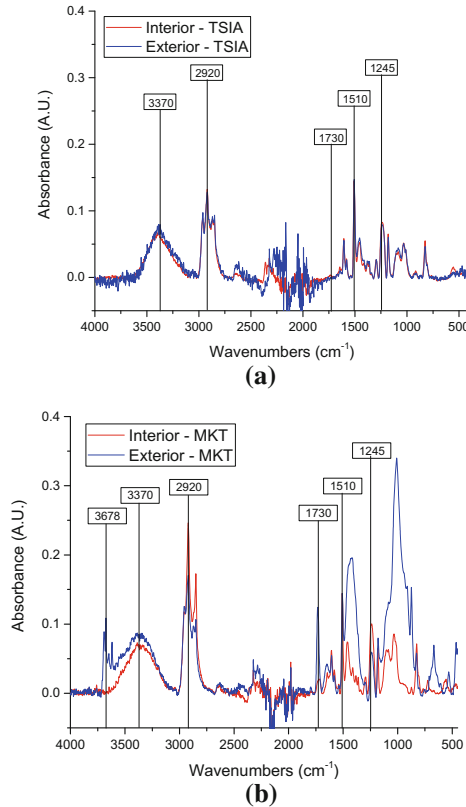 0.4
Interior - TSIA
Exterior - TSIA
2920
1245
0.3
3370
1510
1730
0.2
0.1
0.0
Absorbance (A.U.)
4000 3500 3000 2500 2000 1500 1000 500
Wavenumbers (cm⁻¹)
(a)
0.4
Interior - MKT
Exterior - MKT
1245
2920
1510
0.3
3370
1730
3678
0.2
0.1
0.0
Absorbance (A.U.)
4000 3500 3000 2500 2000 1500 1000 500
Wavenumbers (cm⁻¹)
(b)